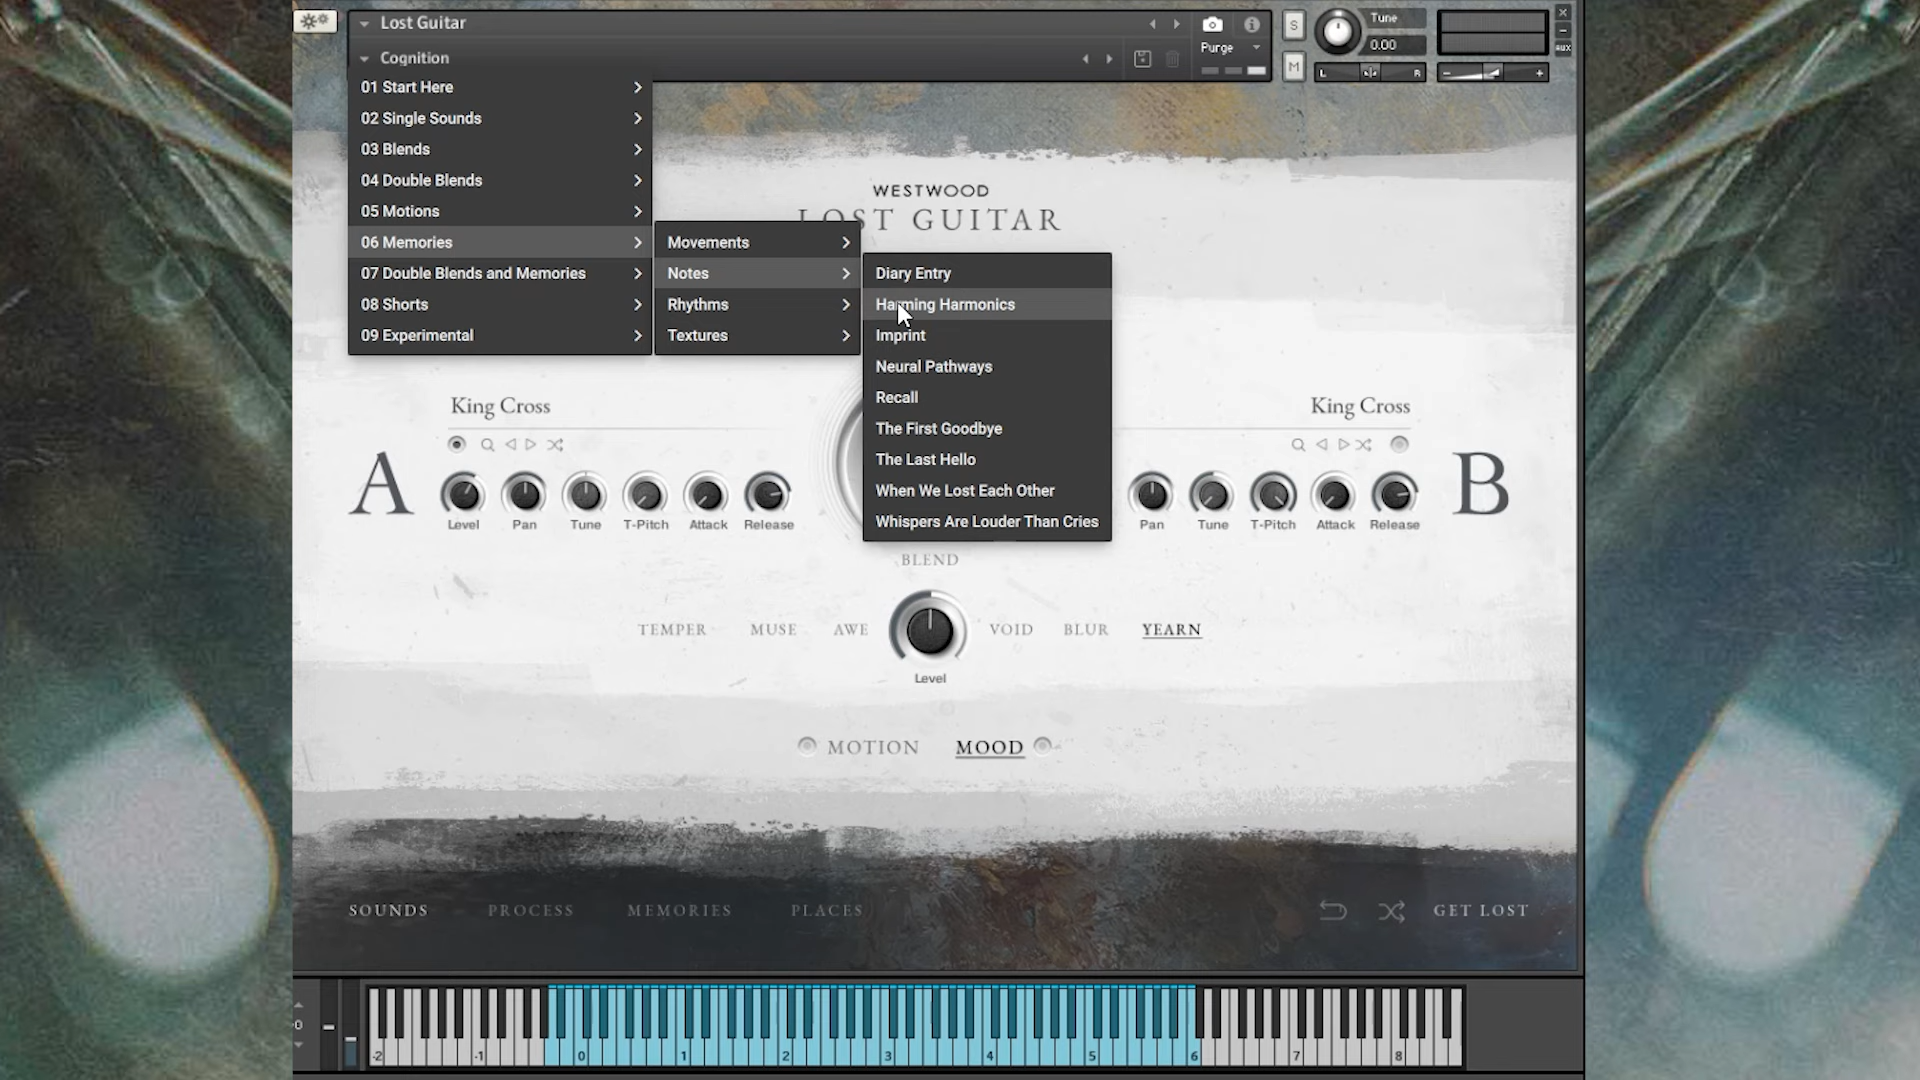 Lost Guitar
Cognition
Purge
S
M
Tune
0.00
L R
- +
AUX
01 Start Here
02 Single Sounds
03 Blends
04 Double Blends
05 Motions
06 Memories
07 Double Blends and Memories
08 Shorts
09 Experimental
Movements
Notes
Rhythms
Textures
Diary Entry
Harming Harmonics
Imprint
Neural Pathways
Recall
The First Goodbye
The Last Hello
When We Lost Each Other
Whispers Are Louder Than Cries
WESTWOOD
LOST GUITAR
King Cross
King Cross
A
Level Pan Tune T-Pitch Attack Release
Pan Tune T-Pitch Attack Release
B
BLEND
TEMPER MUSE AWE VOID BLUR YEARN
Level
MOTION MOOD
SOUNDS PROCESS MEMORIES PLACES GET LOST
-2 -1 0 1 2 3 4 5 6 7 8